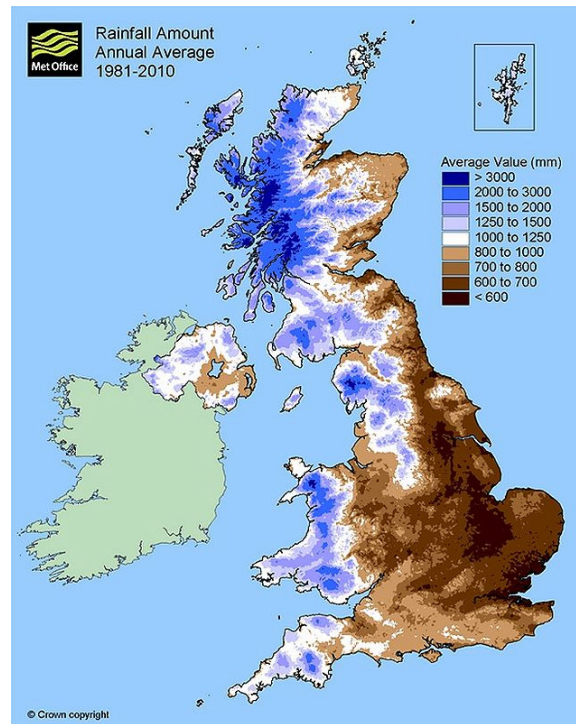 Met Office
Rainfall Amount
Annual Average
1981-2010
Average Value (mm)
> 3000
2000 to 3000
1500 to 2000
1250 to 1500
1000 to 1250
800 to 1000
700 to 800
600 to 700
< 600
© Crown copyright